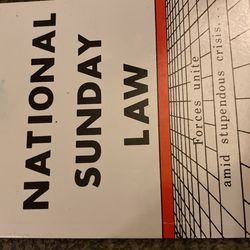 NATIONAL
SUNDAY
LAW
Forces unite
amid stupendous crisis...